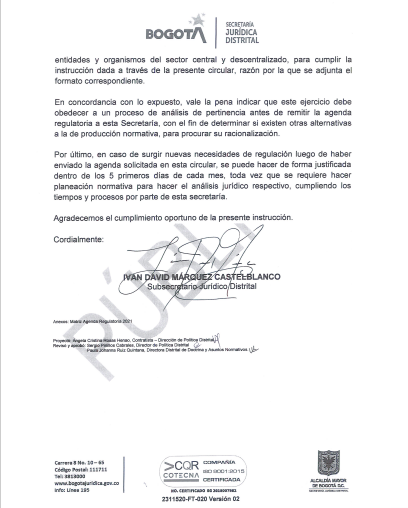 BOGOTÁ
SECRETARÍA
JURÍDICA
DISTRITAL
entidades y organismos del sector central y descentralizado, para cumplir la
instrucción dada a través de la presente circular, razón por la que se adjunta el
formato correspondiente.
En concordancia con lo expuesto, vale la pena indicar que este ejercicio debe
obedecer a un proceso de análisis de pertinencia antes de remitir la agenda
regulatoria a esta Secretaría, con el fin de determinar si existen otras alternativas
a la de producción normativa, para procurar su racionalización.
Por último, en caso de surgir nuevas necesidades de regulación luego de haber
enviado la agenda solicitada en esta circular, se puede hacer de forma justificada
dentro de los 5 primeros días de cada mes, toda vez que se requiere hacer
planeación normativa para hacer el análisis jurídico respectivo, cumpliendo los
tiempos y procesos por parte de esta secretaría.
Agradecemos el cumplimiento oportuno de la presente instrucción.
Cordialmente:
IVAN DAVID MÁRQUEZ CASTELBLANCO
Subsecretario Jurídico Distrital
Anexos: Matriz Agenda Regulatoria 2021
Proyectó: Angela Cristina Rosas Henao, Contratista – Dirección de Política Distrital
Revisó y aprobó: Sergio Pinillos Cabrales, Director de Política Distrital
Paula Johanna Ruiz Quintana, Directora Distrital de Doctrina y Asuntos Normativos
PÚBLI
Carrera 8 No. 10 – 65
Código Postal: 111711
Tel: 3813000
www.bogotajuridica.gov.co
Info: Línea 195
CQR
COTECNA
COMPAÑÍA
ISO 9001:2015
CERTIFICADA
2311520-FT-020 Versión 02
ALCALDÍA MAYOR
DE BOGOTÁ D.C.
SECRETARÍA JURÍDICA DISTRITAL